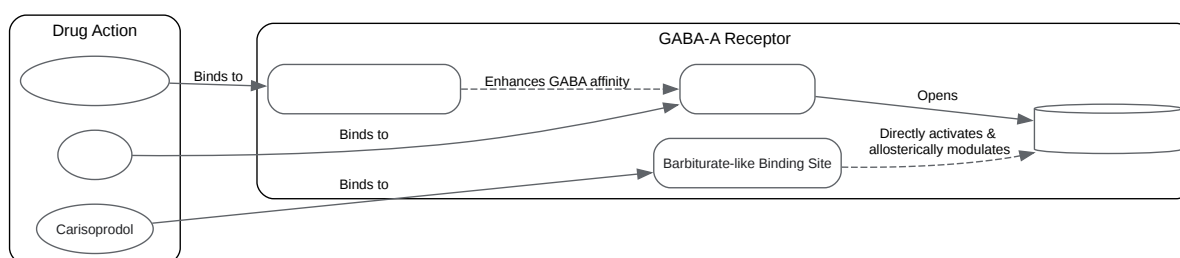 Drug Action
GABA-A Receptor
Binds to
Enhances GABA affinity
Opens
Binds to
Directly activates &
allosterically modulates
Barbiturate-like Binding Site
Binds to
Carisoprodol